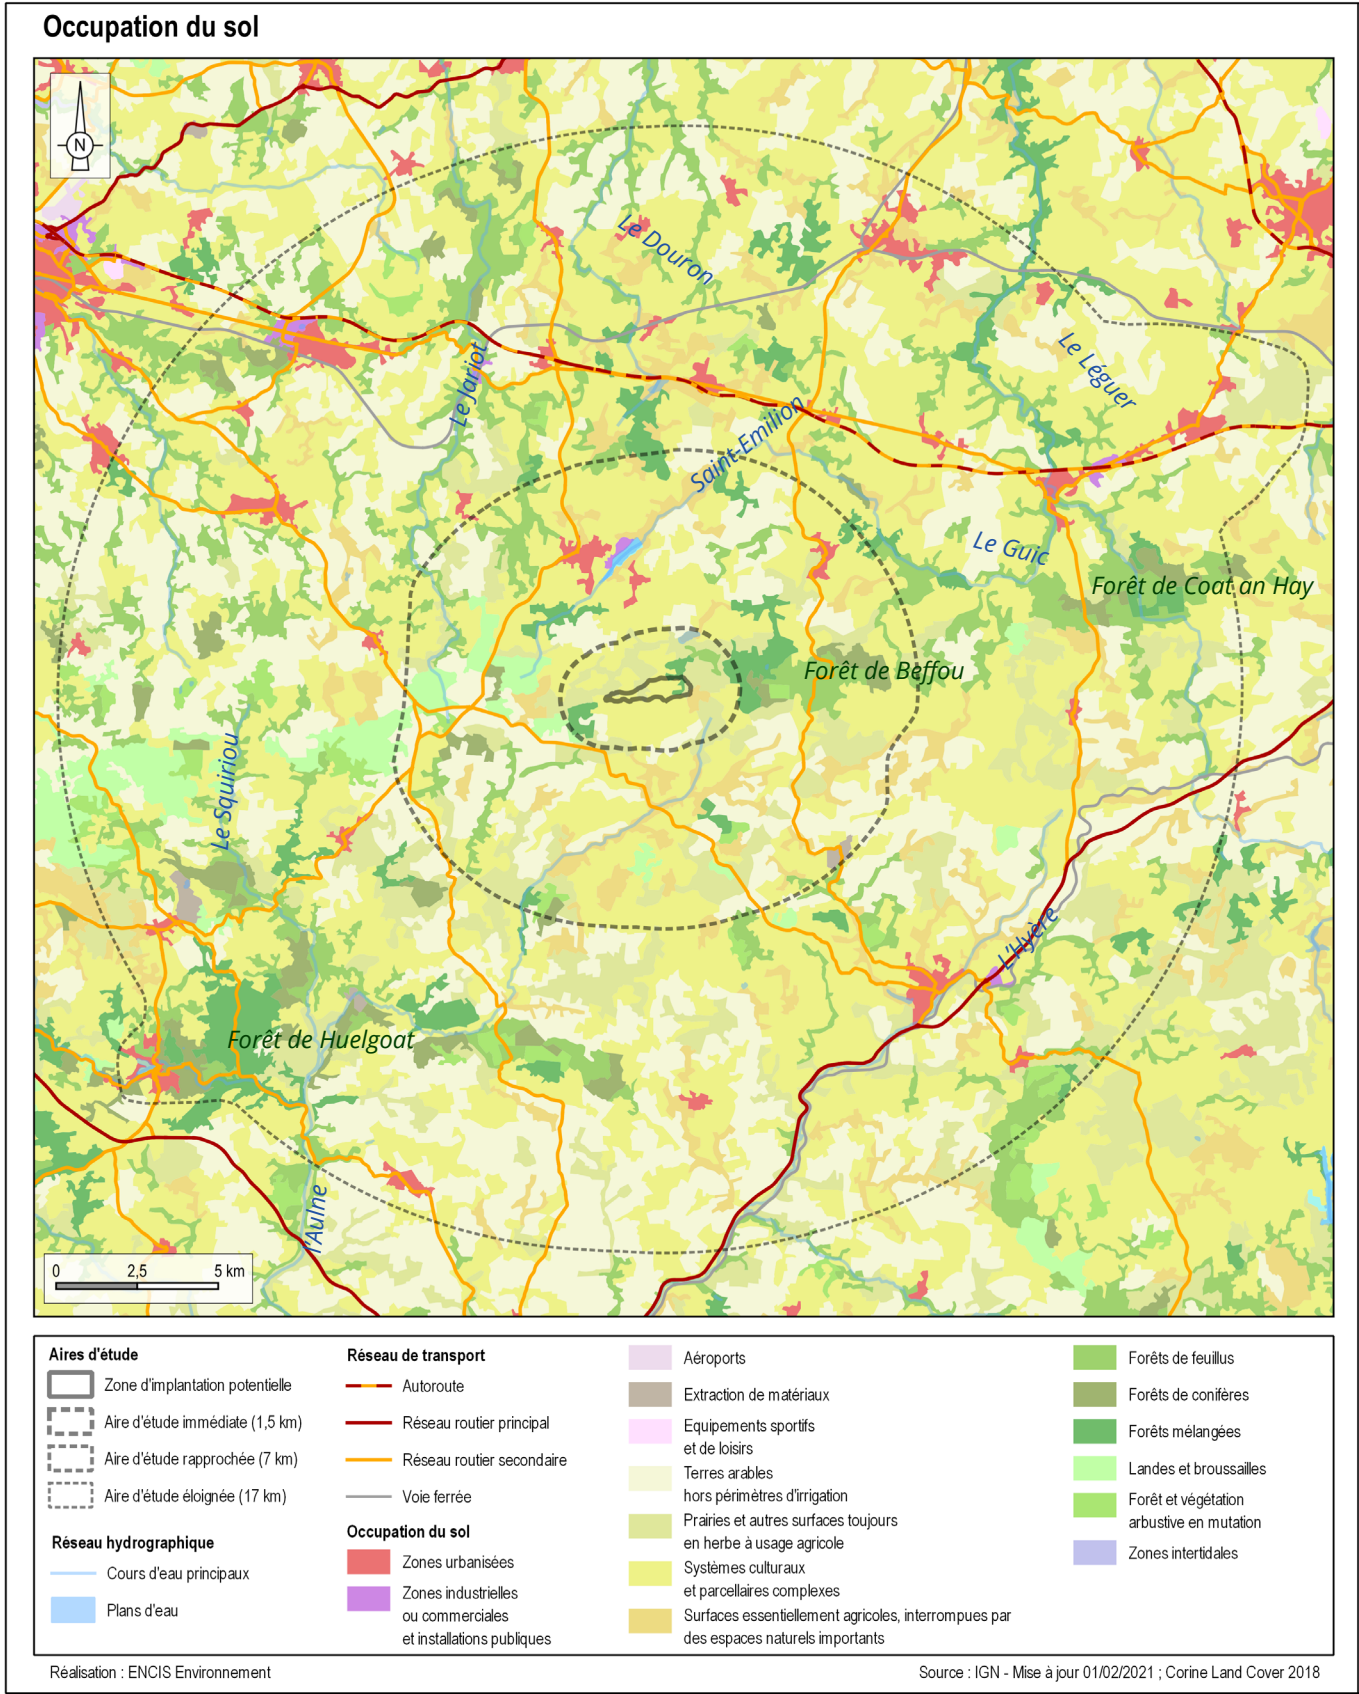 Occupation du sol
N
Le Douron
Le Jariot
Le Léguer
Saint-Emilion
Le Guic
Forêt de Coat an Hay
Forêt de Beffou
Le Squiriou
L'Hyère
Forêt de Huelgoat
l'Aulne
0 2,5 5 km
Aires d'étude
Zone d'implantation potentielle
Aire d'étude immédiate (1,5 km)
Aire d'étude rapprochée (7 km)
Aire d'étude éloignée (17 km)
Réseau hydrographique
Cours d'eau principaux
Plans d'eau
Réseau de transport
Autoroute
Réseau routier principal
Réseau routier secondaire
Voie ferrée
Occupation du sol
Zones urbanisées
Zones industrielles
ou commerciales
et installations publiques
Aéroports
Extraction de matériaux
Equipements sportifs
et de loisirs
Terres arables
hors périmètres d'irrigation
Prairies et autres surfaces toujours
en herbe à usage agricole
Systèmes culturaux
et parcellaires complexes
Surfaces essentiellement agricoles, interrompues par
des espaces naturels importants
Forêts de feuillus
Forêts de conifères
Forêts mélangées
Landes et broussailles
Forêt et végétation
arbustive en mutation
Zones intertidales
Réalisation : ENCIS Environnement
Source : IGN - Mise à jour 01/02/2021 ; Corine Land Cover 2018